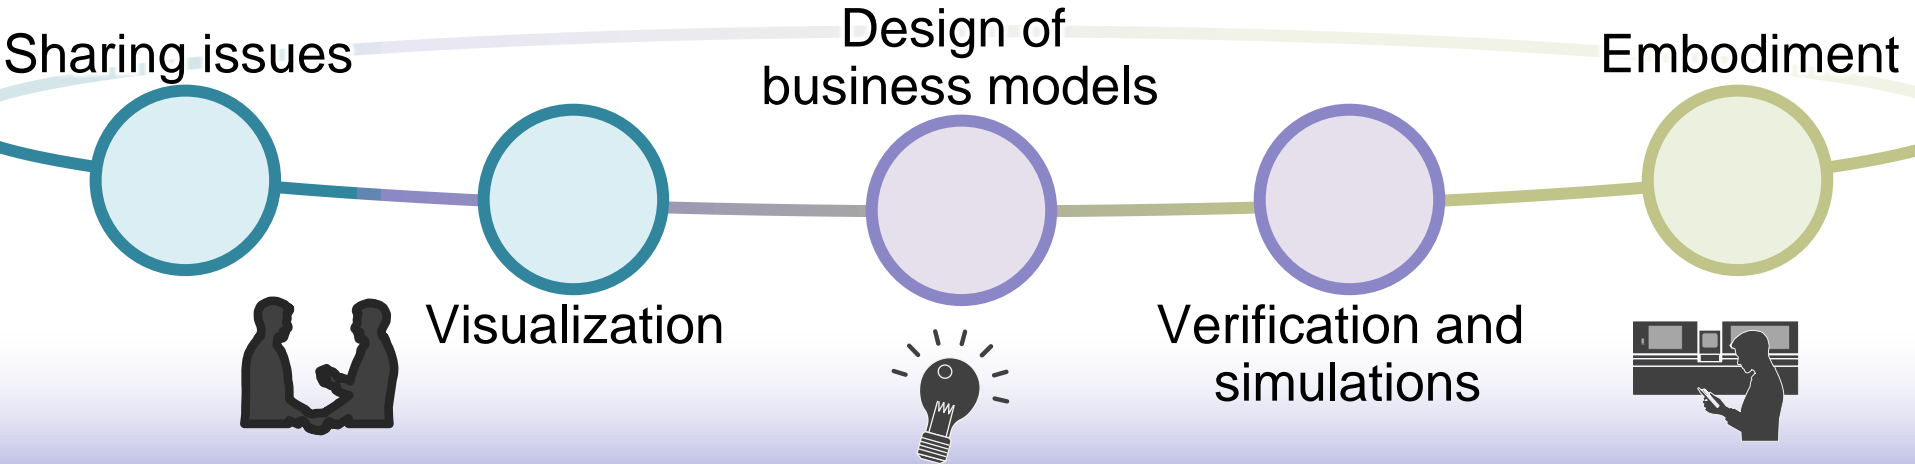 Sharing issues
Visualization
Design of
business models
Verification and
simulations
Embodiment